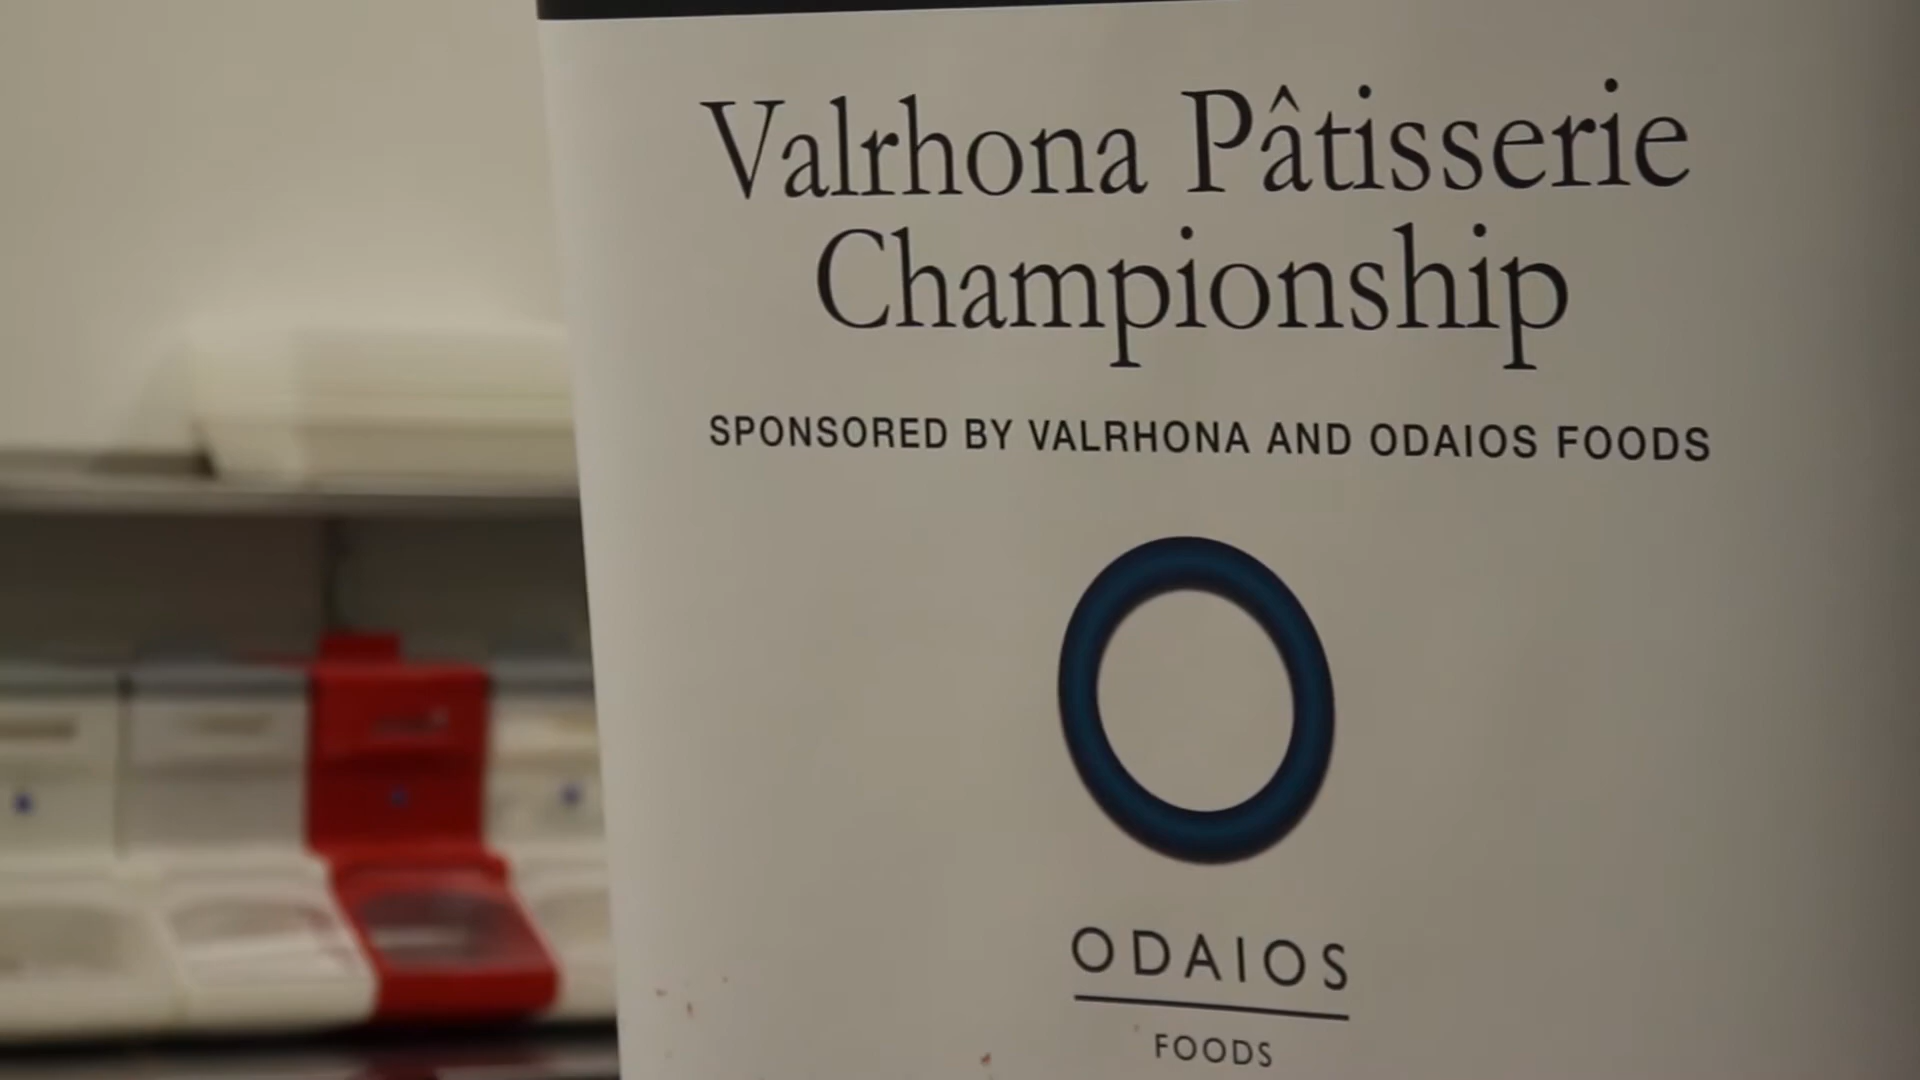 Valrhona Pâtisserie
Championship
SPONSORED BY VALRHONA AND ODAIOS FOODS
ODAIOS
FOODS